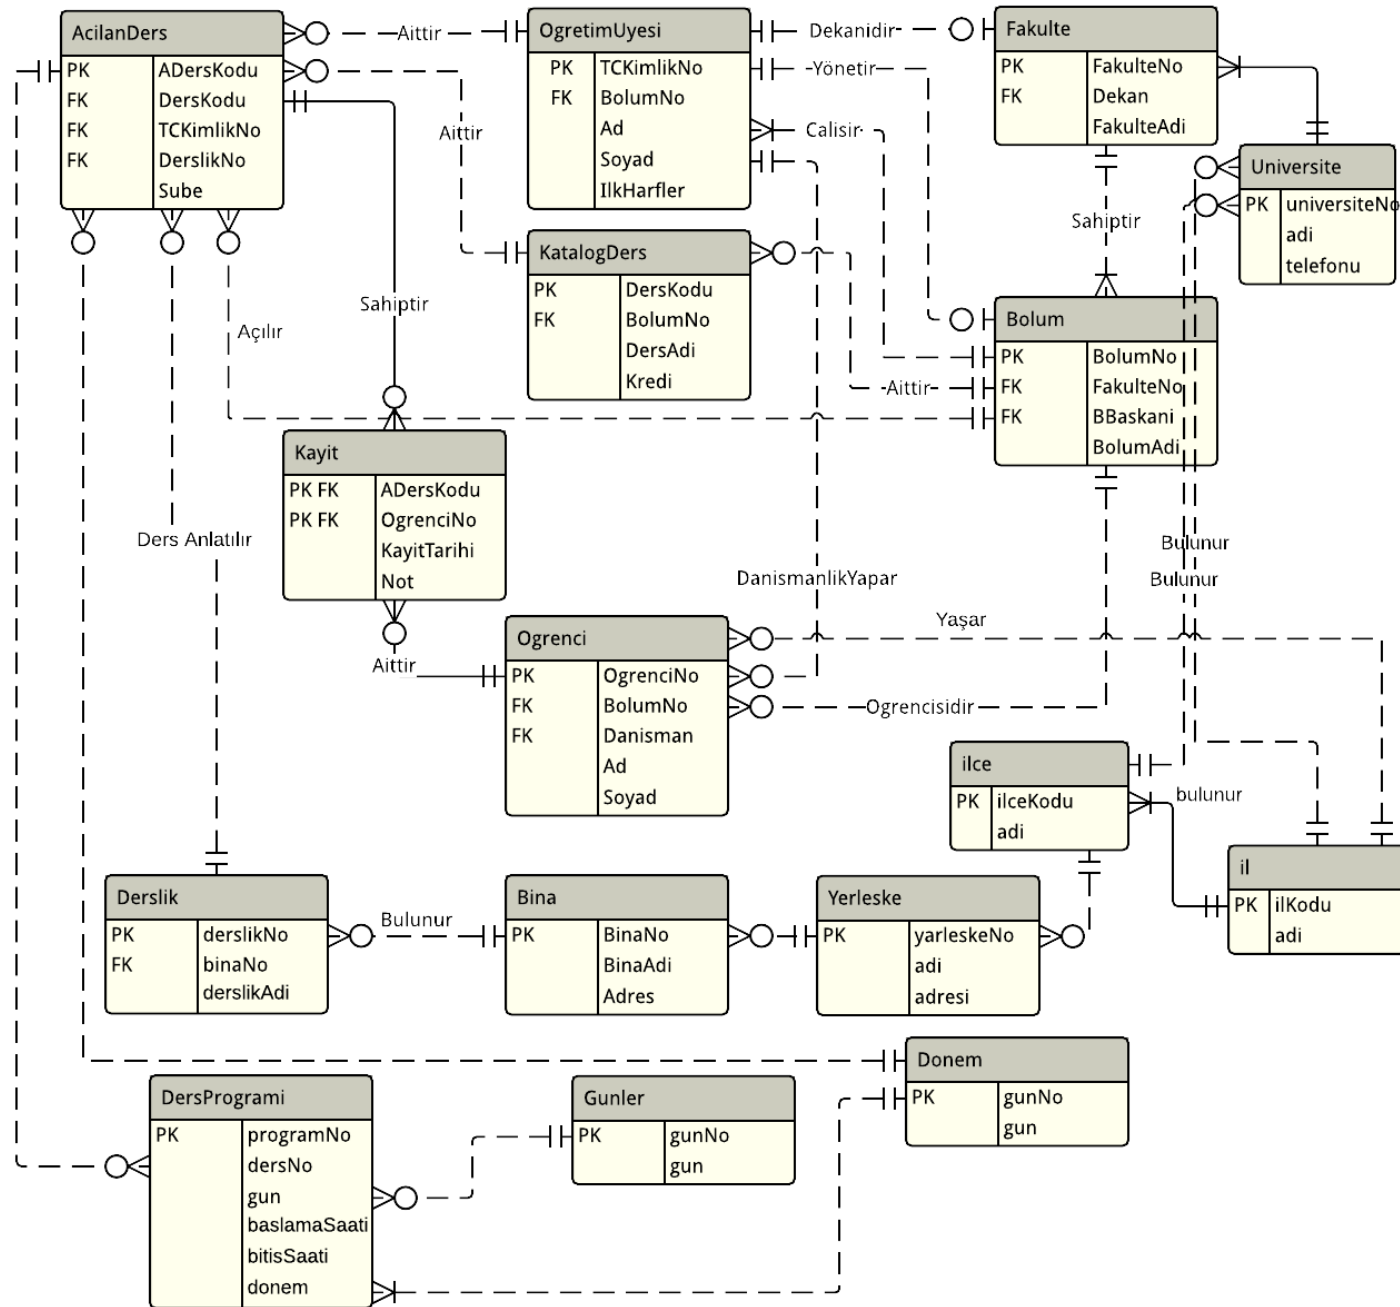 AcilanDers
PK ADersKodu
FK DersKodu
FK TCKimlikNo
FK DerslikNo
Sube
Aittir
OgretimUyesi
PK TCKimlikNo
FK BolumNo
Ad
Soyad
IlkHarfler
Dekanidir
Yönetir
Calisir
Fakulte
PK FakulteNo
FK Dekan
FakulteAdi
Universite
PK universiteNo
adi
telefonu
Aittir
Sahiptir
KatalogDers
PK DersKodu
FK BolumNo
DersAdi
Kredi
Sahiptir
Açılır
Aittir
Bolum
PK BolumNo
FK FakulteNo
FK BBaskani
BolumAdi
Kayit
PK FK ADersKodu
PK FK OgrenciNo
KayitTarihi
Not
Ders Anlatılır
Bulunur
Bulunur
DanismanlikYapar
Yaşar
Aittir
Ogrenci
PK OgrenciNo
FK BolumNo
FK Danisman
Ad
Soyad
Ogrencisidir
ilce
PK ilceKodu
adi
bulunur
il
PK ilKodu
adi
Derslik
PK derslikNo
FK binaNo
derslikAdi
Bulunur
Bina
PK BinaNo
BinaAdi
Adres
Yerleske
PK yarleskeNo
adi
adresi
Donem
PK gunNo
gun
DersProgrami
PK programNo
dersNo
gun
baslamaSaati
bitisSaati
donem
Gunler
PK gunNo
gun